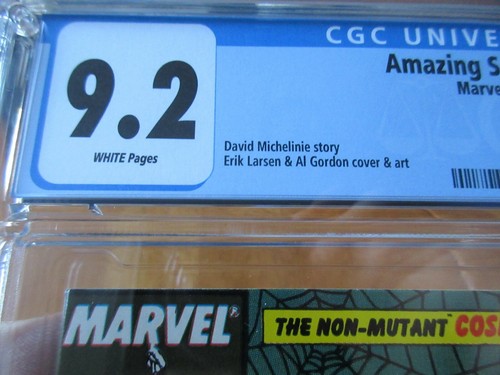 CGC UNIVE
Amazing S
Marve
9.2
WHITE Pages
David Michelinie story
Erik Larsen & Al Gordon cover & art
MARVEL®
THE NON-MUTANT™ COS